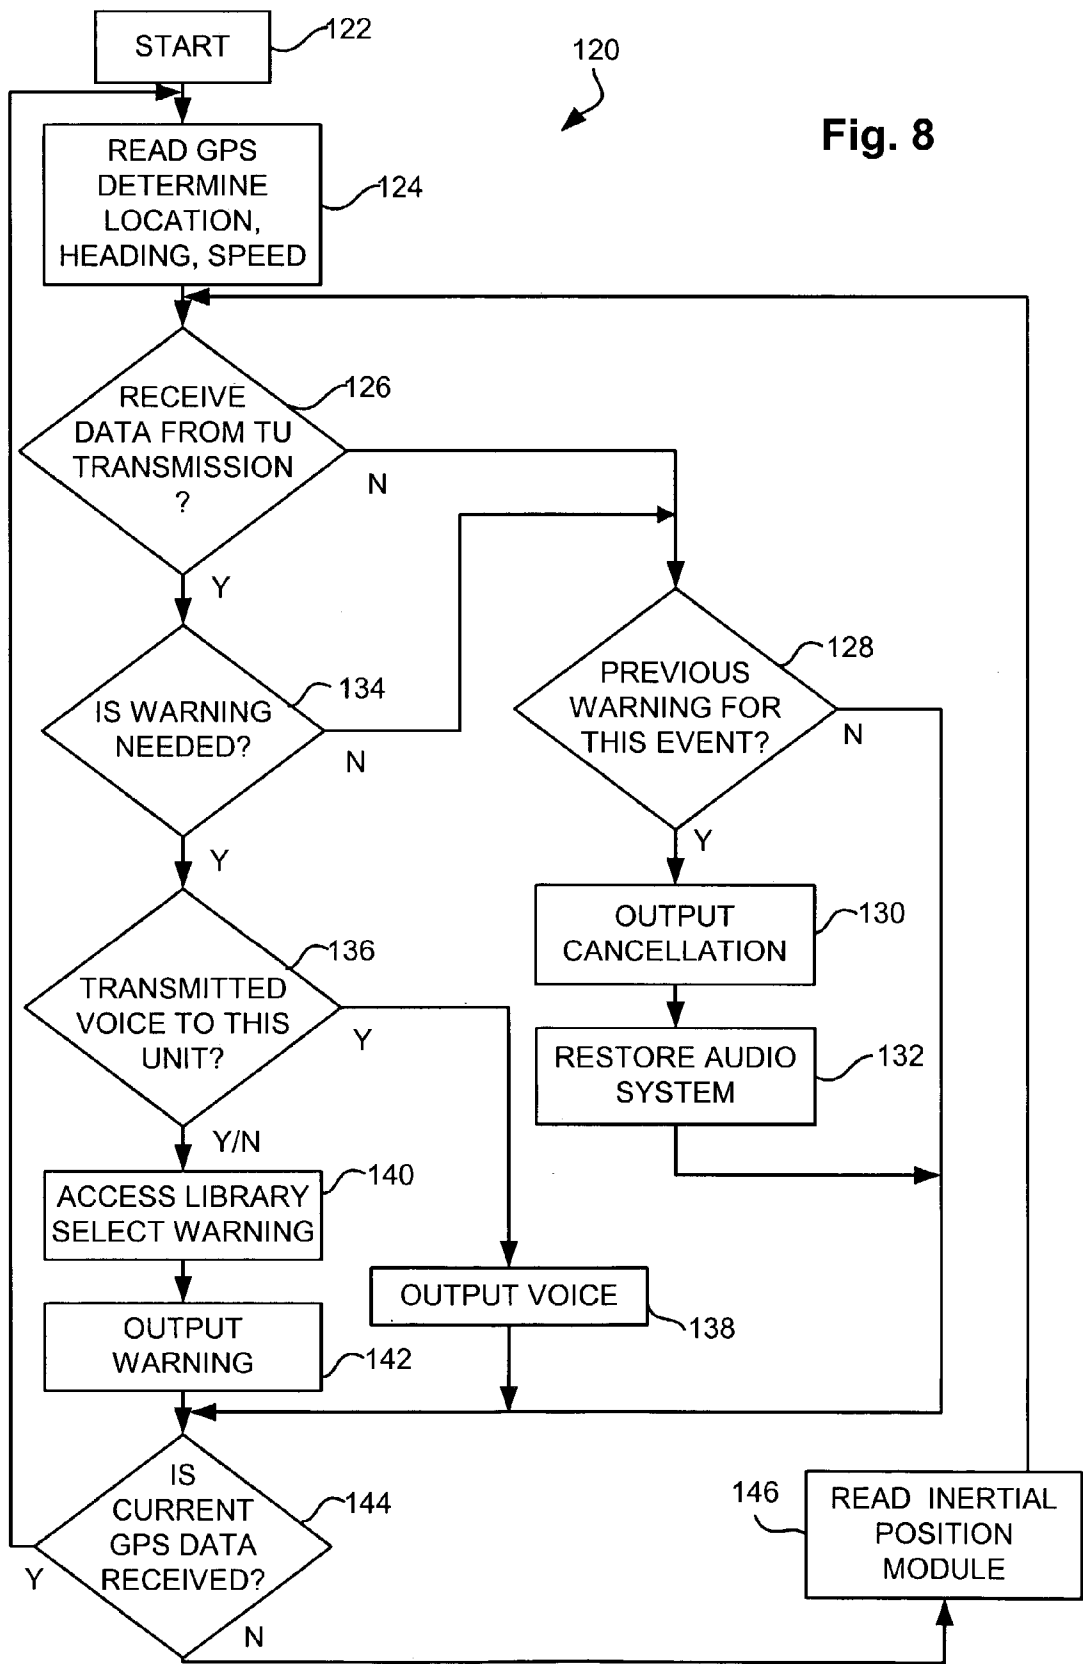 START
122
120
Fig. 8
READ GPS
DETERMINE
LOCATION,
HEADING, SPEED
124
RECEIVE
DATA FROM TU
TRANSMISSION
?
126
N
Y
IS WARNING
NEEDED?
134
N
Y
PREVIOUS
WARNING FOR
THIS EVENT?
128
N
Y
OUTPUT
CANCELLATION
130
RESTORE AUDIO
SYSTEM
132
TRANSMITTED
VOICE TO THIS
UNIT?
136
Y
Y/N
ACCESS LIBRARY
SELECT WARNING
140
OUTPUT VOICE
138
OUTPUT
WARNING
142
IS
CURRENT
GPS DATA
RECEIVED?
144
Y
N
146
READ INERTIAL
POSITION
MODULE